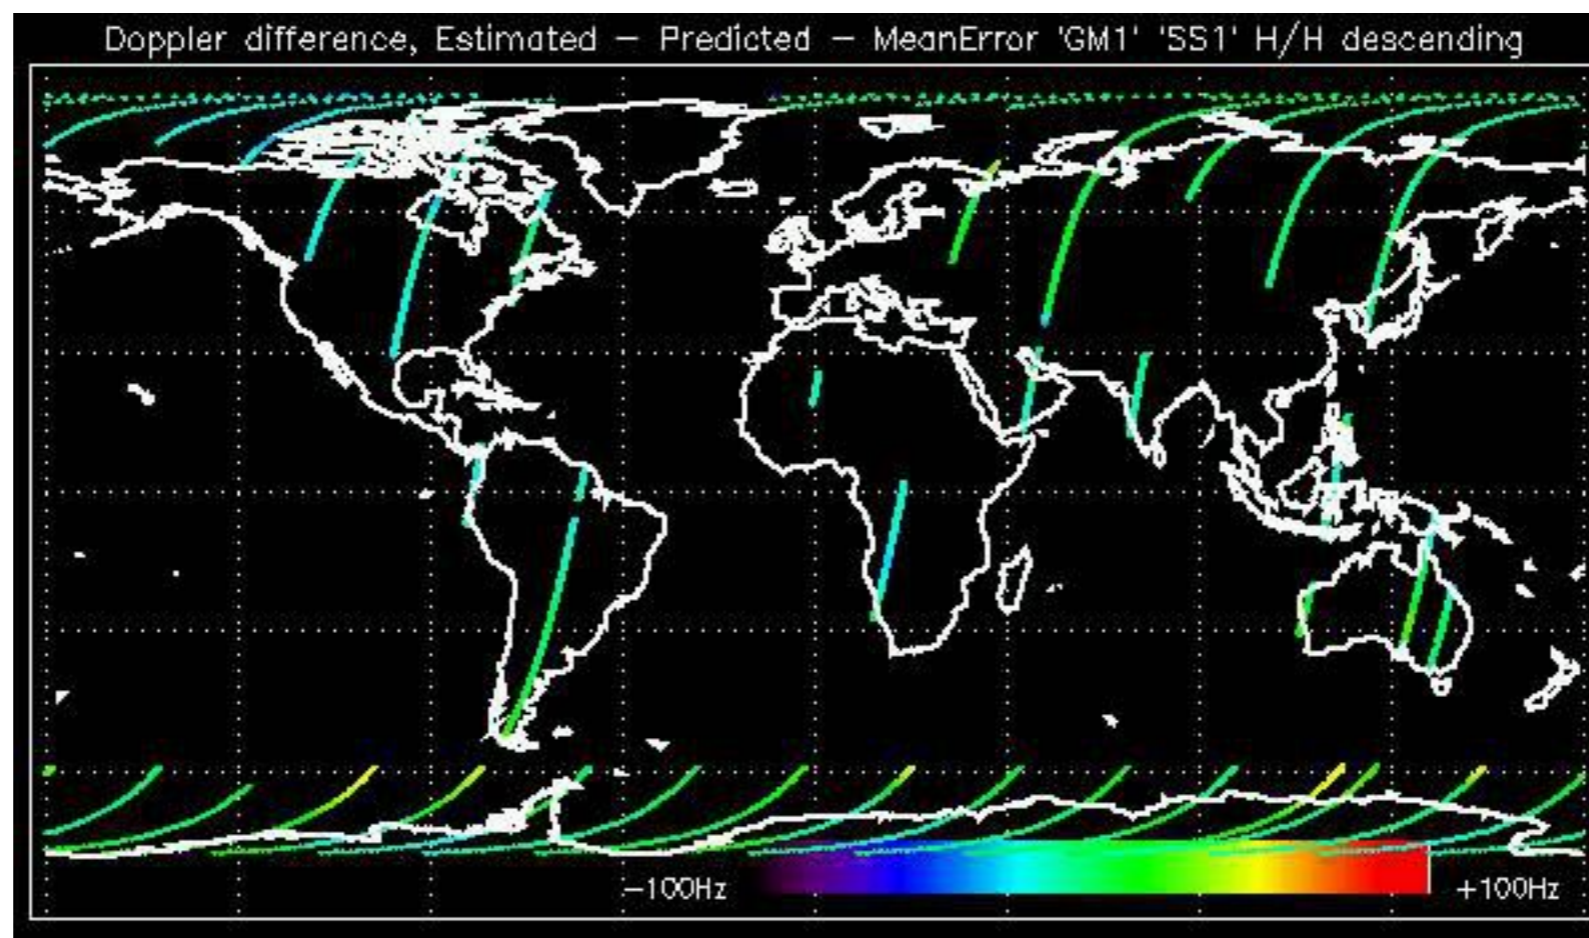 Doppler difference, Estimated – Predicted – MeanError 'GM1' 'SS1' H/H descending
–100Hz +100Hz